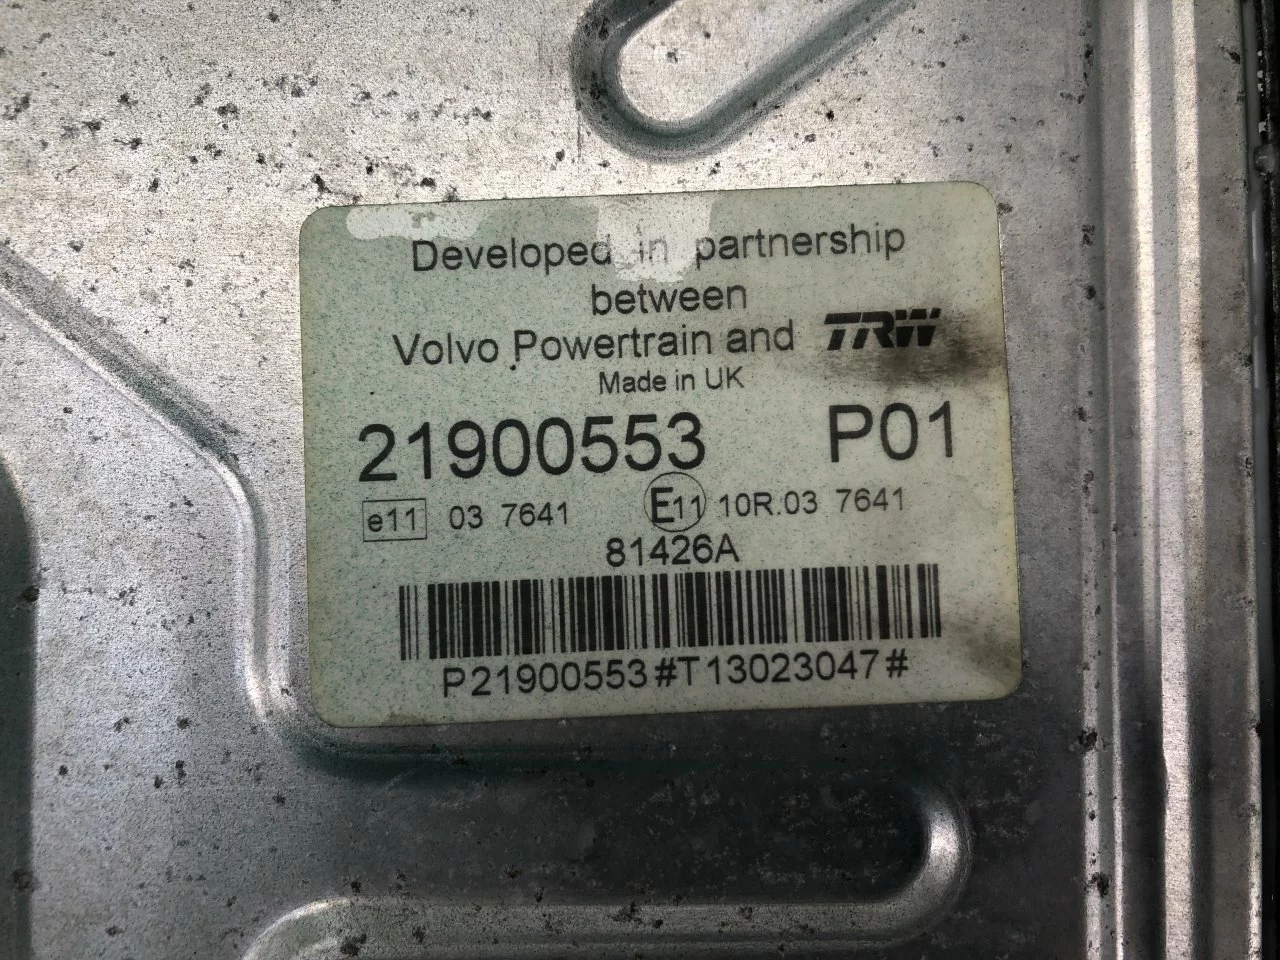 Developed in partnership
between
Volvo Powertrain and TRW
Made in UK
21900553 P01
e11 03 7641 E11 10R.03 7641
81426A
P21900553#T13023047#